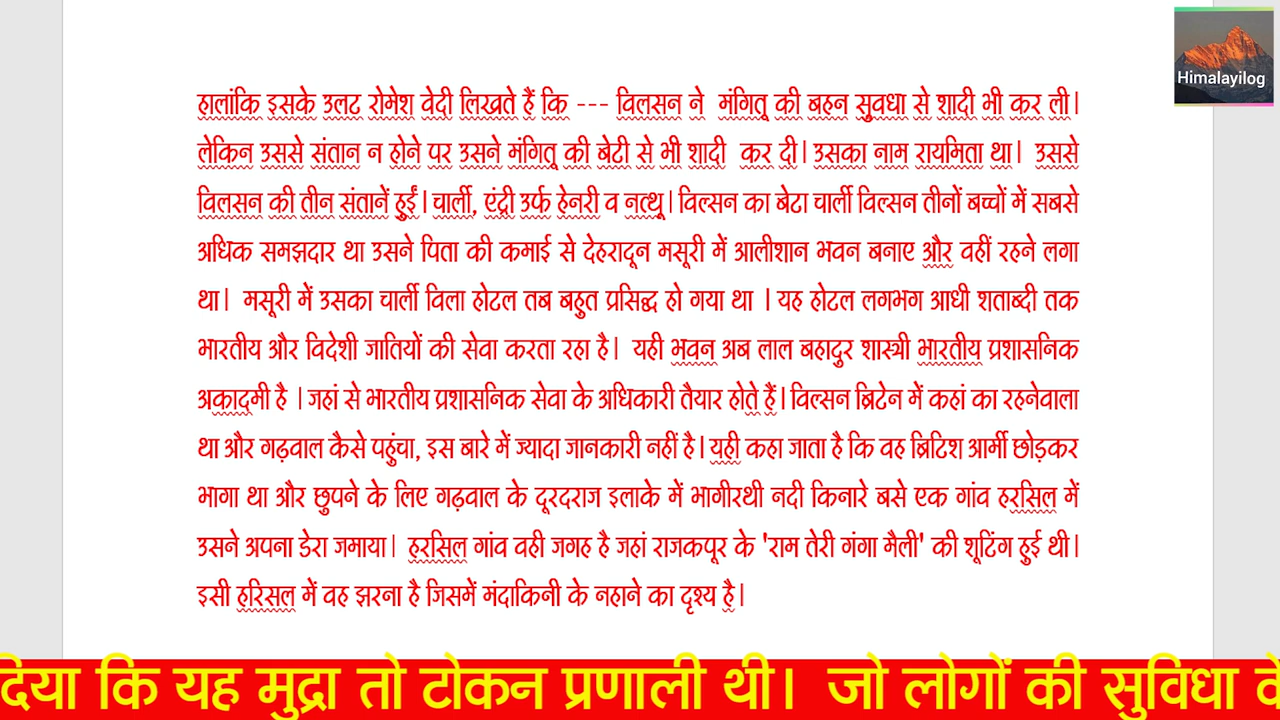 Himalayilog
हालांकि इसके उलट रोमेश वेदी लिखते हैं कि --- विलसन ने मंगितू की बहन सुवधा से शादी भी कर ली।
लेकिन उससे संतान न होने पर उसने मंगितू की बेटी से भी शादी कर दी। उसका नाम रायमिता था। उससे
विलसन की तीन संतानें हुईं। चार्ली, एंद्री उर्फ हेनरी व नत्थू। विल्सन का बेटा चार्ली विल्सन तीनों बच्चों में सबसे
अधिक समझदार था उसने पिता की कमाई से देहरादून मसूरी में आलीशान भवन बनाए और वहीं रहने लगा
था। मसूरी में उसका चार्ली विला होटल तब बहुत प्रसिद्ध हो गया था । यह होटल लगभग आधी शताब्दी तक
भारतीय और विदेशी जातियों की सेवा करता रहा है। यही भवन अब लाल बहादुर शास्त्री भारतीय प्रशासनिक
अकाद्मी है । जहां से भारतीय प्रशासनिक सेवा के अधिकारी तैयार होते हैं। विल्सन ब्रिटेन में कहां का रहनेवाला
था और गढ़वाल कैसे पहुंचा, इस बारे में ज्यादा जानकारी नहीं है। यही कहा जाता है कि वह ब्रिटिश आर्मी छोड़कर
भागा था और छुपने के लिए गढ़वाल के दूरदराज इलाके में भागीरथी नदी किनारे बसे एक गांव हरसिल में
उसने अपना डेरा जमाया। हरसिल गांव वही जगह है जहां राजकपूर के 'राम तेरी गंगा मैली' की शूटिंग हुई थी।
इसी हरिसल में वह झरना है जिसमें मंदाकिनी के नहाने का दृश्य है।
दिया कि यह मुद्रा तो टोकन प्रणाली थी। जो लोगों की सुविधा के